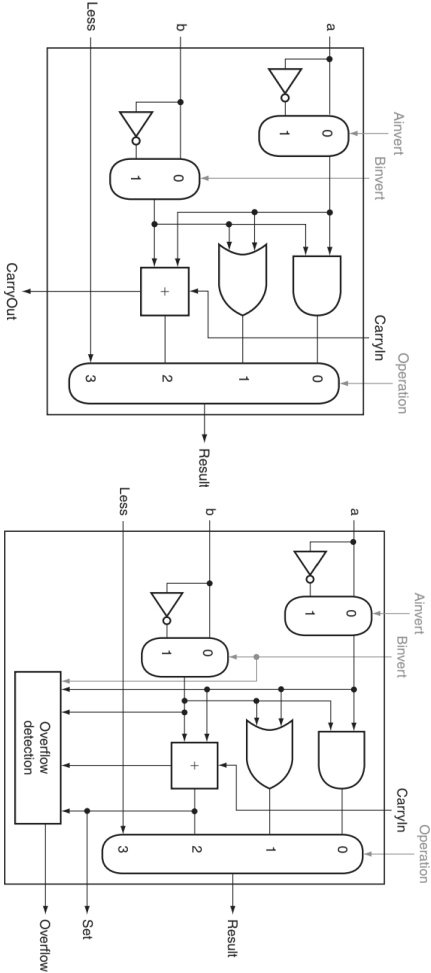 Operation
Ainvert
Binvert
CarryIn
a
0
1
0
1
Result
b
0
1
+
2
Less
3
CarryOut
Operation
Ainvert
Binvert
CarryIn
a
0
1
0
1
Result
b
0
1
+
2
Less
3
Set
Overflow
detection
Overflow